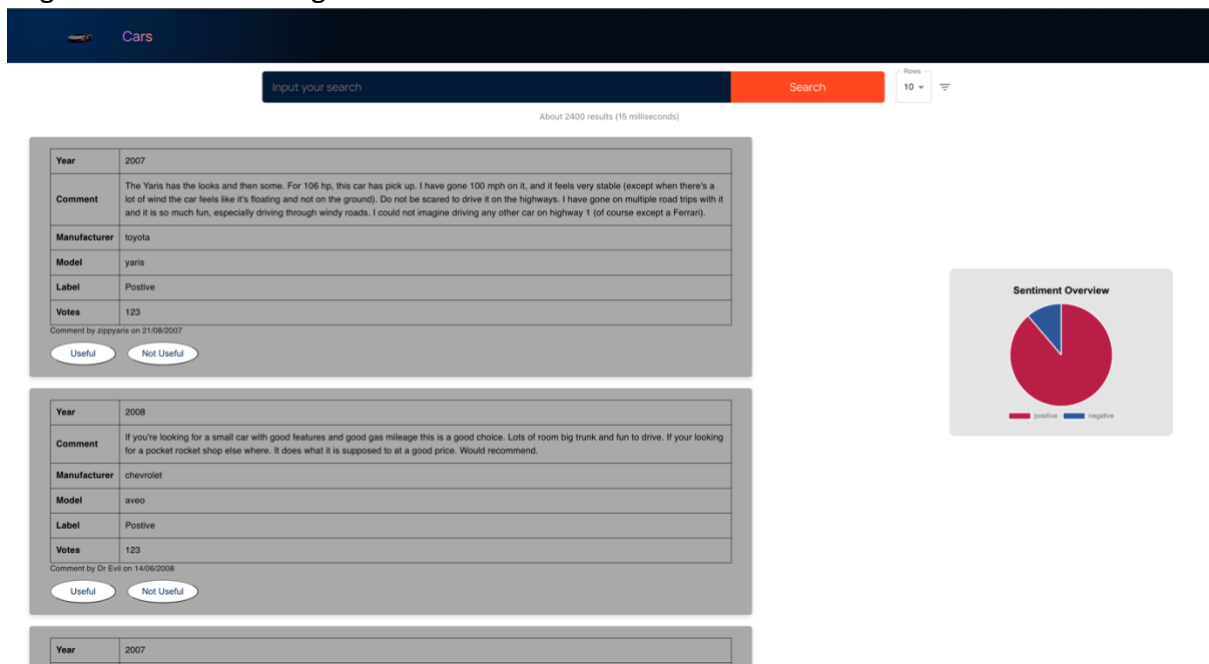 Cars
Input your search
Search
Rows
10
About 2400 results (15 milliseconds)
Year 2007
Comment The Yaris has the looks and then some. For 106 hp, this car has pick up. I have gone 100 mph on it, and it feels very stable (except when there's a
lot of wind the car feels like it's floating and not on the ground). Do not be scared to drive it on the highways. I have gone on multiple road trips with it
and it is so much fun, especially driving through windy roads. I could not imagine driving any other car on highway 1 (of course except a Ferrari).
Manufacturer toyota
Model yaris
Label Postive
Votes 123
Comment by zippyaris on 21/08/2007
Useful Not Useful
Sentiment Overview
positive negative
Year 2008
Comment If you're looking for a small car with good features and good gas mileage this is a good choice. Lots of room big trunk and fun to drive. If your looking
for a pocket rocket shop else where. It does what it is supposed to at a good price. Would recommend.
Manufacturer chevrolet
Model aveo
Label Postive
Votes 123
Comment by Dr Evil on 14/06/2008
Useful Not Useful
Year 2007